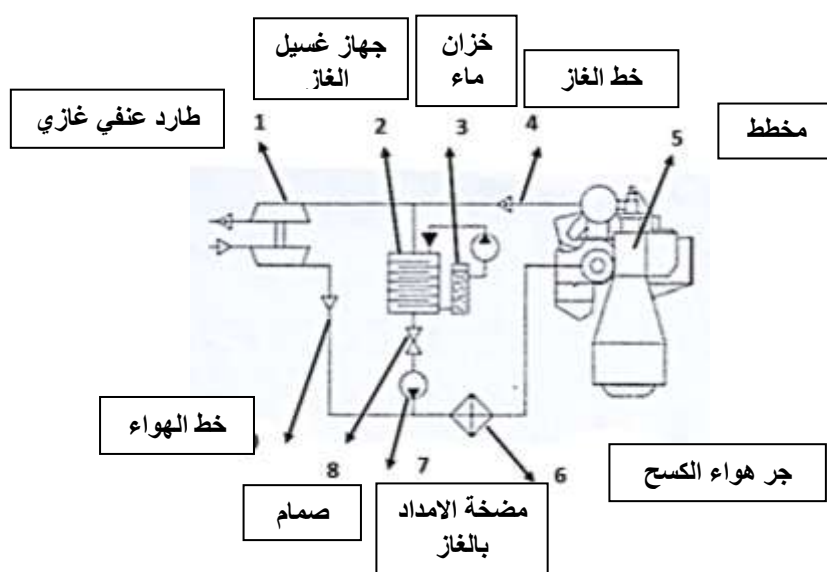 جهاز غسيل
الغاز
خزان
ماء
خط الغاز
طارد عنفي غازي
مخطط
1
2
3
4
5
خط الهواء
8
7
6
جر هواء الكسح
صمام
مضخة الامداد
بالغاز